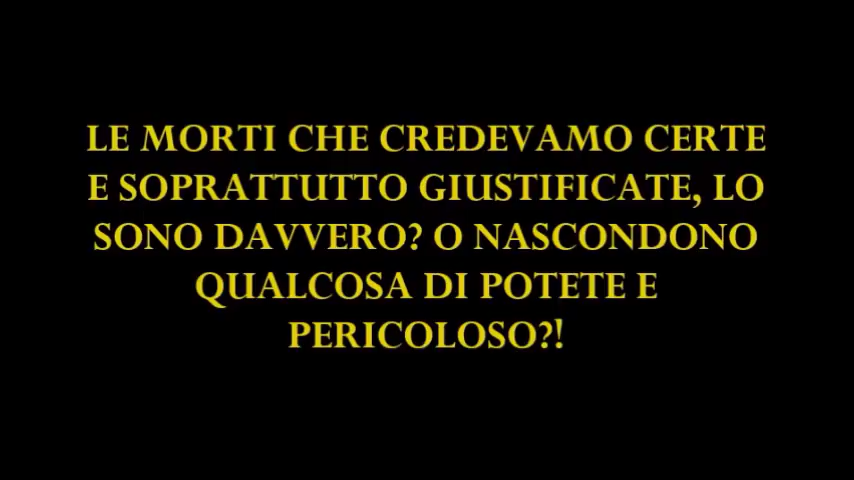 LE MORTI CHE CREDEVAMO CERTE
E SOPRATTUTTO GIUSTIFICATE, LO
SONO DAVVERO? O NASCONDONO
QUALCOSA DI POTETE E
PERICOLOSO?!